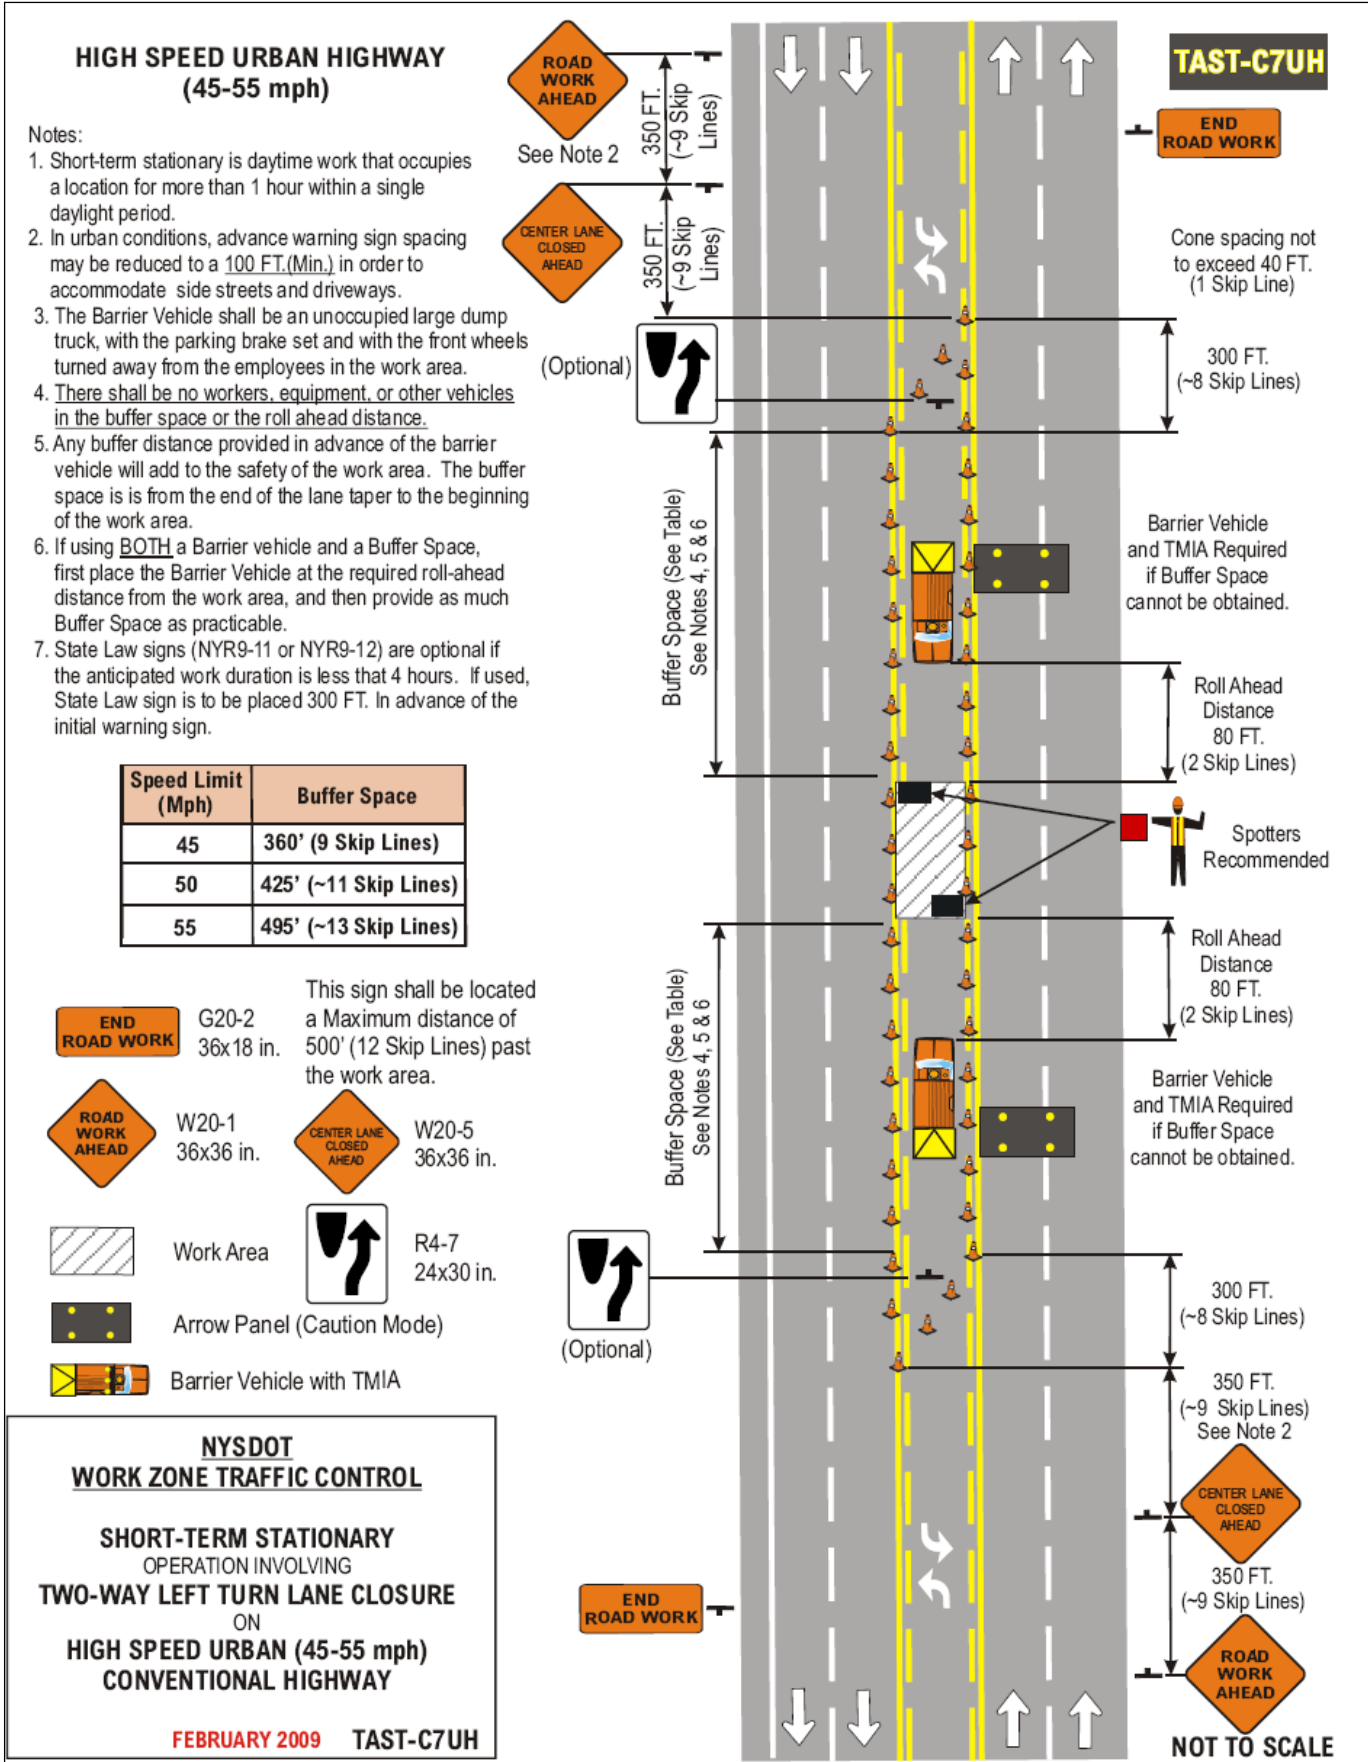 HIGH SPEED URBAN HIGHWAY
(45-55 mph)
Notes:
1. Short-term stationary is daytime work that occupies
a location for more than 1 hour within a single
daylight period.
2. In urban conditions, advance warning sign spacing
may be reduced to a 100 FT.(Min.) in order to
accommodate side streets and driveways.
3. The Barrier Vehicle shall be an unoccupied large dump
truck, with the parking brake set and with the front wheels
turned away from the employees in the work area.
4. There shall be no workers, equipment, or other vehicles
in the buffer space or the roll ahead distance.
5. Any buffer distance provided in advance of the barrier
vehicle will add to the safety of the work area. The buffer
space is is from the end of the lane taper to the beginning
of the work area.
6. If using BOTH a Barrier vehicle and a Buffer Space,
first place the Barrier Vehicle at the required roll-ahead
distance from the work area, and then provide as much
Buffer Space as practicable.
7. State Law signs (NYR9-11 or NYR9-12) are optional if
the anticipated work duration is less that 4 hours. If used,
State Law sign is to be placed 300 FT. In advance of the
initial warning sign.
Speed Limit
(Mph)
Buffer Space
45 360' (9 Skip Lines)
50 425' (~11 Skip Lines)
55 495' (~13 Skip Lines)
END
ROAD WORK
G20-2
36x18 in.
This sign shall be located
a Maximum distance of
500' (12 Skip Lines) past
the work area.
ROAD
WORK
AHEAD
W20-1
36x36 in.
CENTER LANE
CLOSED
AHEAD
W20-5
36x36 in.
Work Area
R4-7
24x30 in.
Arrow Panel (Caution Mode)
Barrier Vehicle with TMIA
NYSDOT
WORK ZONE TRAFFIC CONTROL
SHORT-TERM STATIONARY
OPERATION INVOLVING
TWO-WAY LEFT TURN LANE CLOSURE
ON
HIGH SPEED URBAN (45-55 mph)
CONVENTIONAL HIGHWAY
FEBRUARY 2009 TAST-C7UH
ROAD
WORK
AHEAD
See Note 2
350 FT.
(~9 Skip
Lines)
CENTER LANE
CLOSED
AHEAD
350 FT.
(~9 Skip
Lines)
(Optional)
Buffer Space (See Table)
See Notes 4, 5 & 6
Buffer Space (See Table)
See Notes 4, 5 & 6
(Optional)
END
ROAD WORK
TAST-C7UH
END
ROAD WORK
Cone spacing not
to exceed 40 FT.
(1 Skip Line)
300 FT.
(~8 Skip Lines)
Barrier Vehicle
and TMIA Required
if Buffer Space
cannot be obtained.
Roll Ahead
Distance
80 FT.
(2 Skip Lines)
Spotters
Recommended
Roll Ahead
Distance
80 FT.
(2 Skip Lines)
Barrier Vehicle
and TMIA Required
if Buffer Space
cannot be obtained.
300 FT.
(~8 Skip Lines)
350 FT.
(~9 Skip Lines)
See Note 2
CENTER LANE
CLOSED
AHEAD
350 FT.
(~9 Skip Lines)
ROAD
WORK
AHEAD
NOT TO SCALE